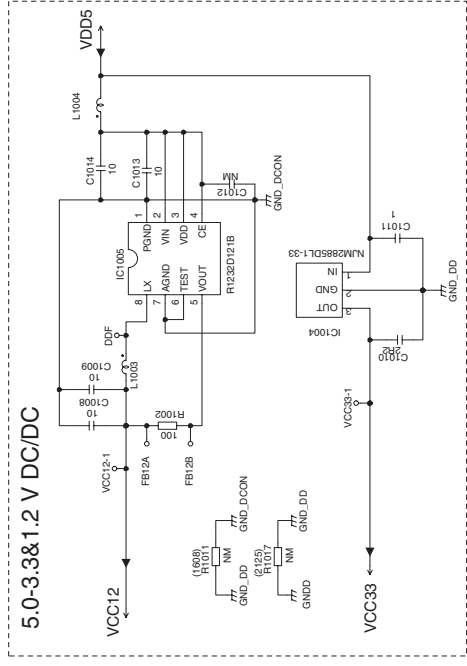 5.0-3.3&1.2 V DC/DC
VDD5
L1004
C1014
10
C1013
10
NM
C1012
GND_DCON
1
2
3
4
PGND
VIN
VDD
CE
IC1005
R1232D121B
LX
AGND
TEST
VOUT
8
7
6
5
DDF
L1003
C1009
10
C1008
10
R1002
100
VCC12-1
FB12A
FB12B
VCC12
(1608)
R1011
NM
GND_DD
GND_DCON
(2125)
R1017
NM
GNDD
GND_DD
NJM2885DL1-33
IN
GND
OUT
1
2
3
IC1004
C1011
1
C1010
2R2
GND_DD
VCC33-1
VCC33